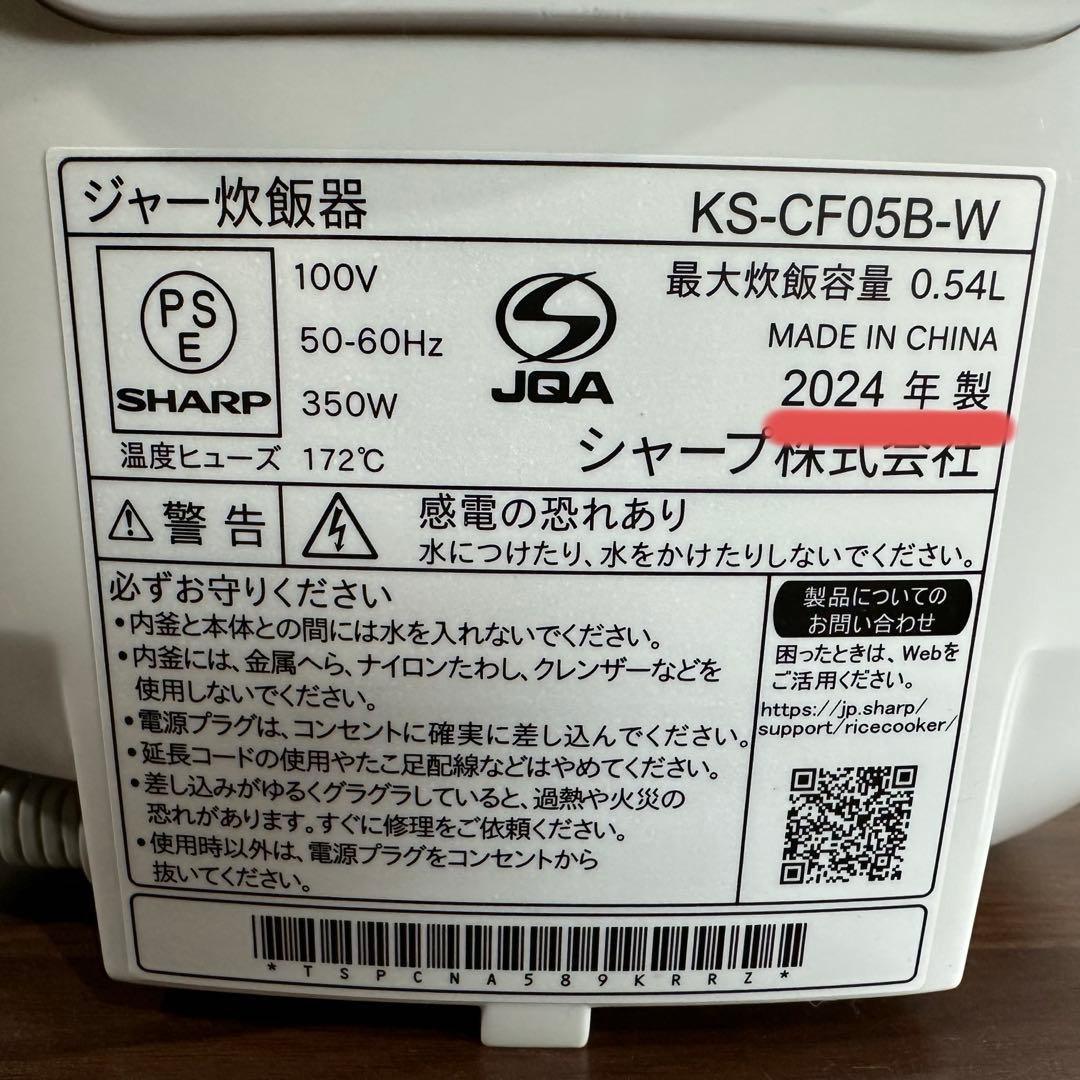 ジャー炊飯器
KS-CF05B-W
PS
E
SHARP
100V
50-60Hz
350W
温度ヒューズ 172℃
JQA
最大炊飯容量 0.54L
MADE IN CHINA
2024 年 製
シャープ株式会社
警 告
感電の恐れあり
水につけたり、水をかけたりしないでください。
必ずお守りください
•内釜と本体との間には水を入れないでください。
•内釜には、金属へら、ナイロンたわし、クレンザーなどを
使用しないでください。
•電源プラグは、コンセントに確実に差し込んでください。
•延長コードの使用やたこ足配線などはやめてください。
•差し込みがゆるくグラグラしていると、過熱や火災の
恐れがあります。すぐに修理をご依頼ください。
•使用時以外は、電源プラグをコンセントから
抜いてください。
製品についての
お問い合わせ
困ったときは、Webを
ご活用ください。
https://jp.sharp/
support/ricecooker/
*TSPCNA589KRRZ*